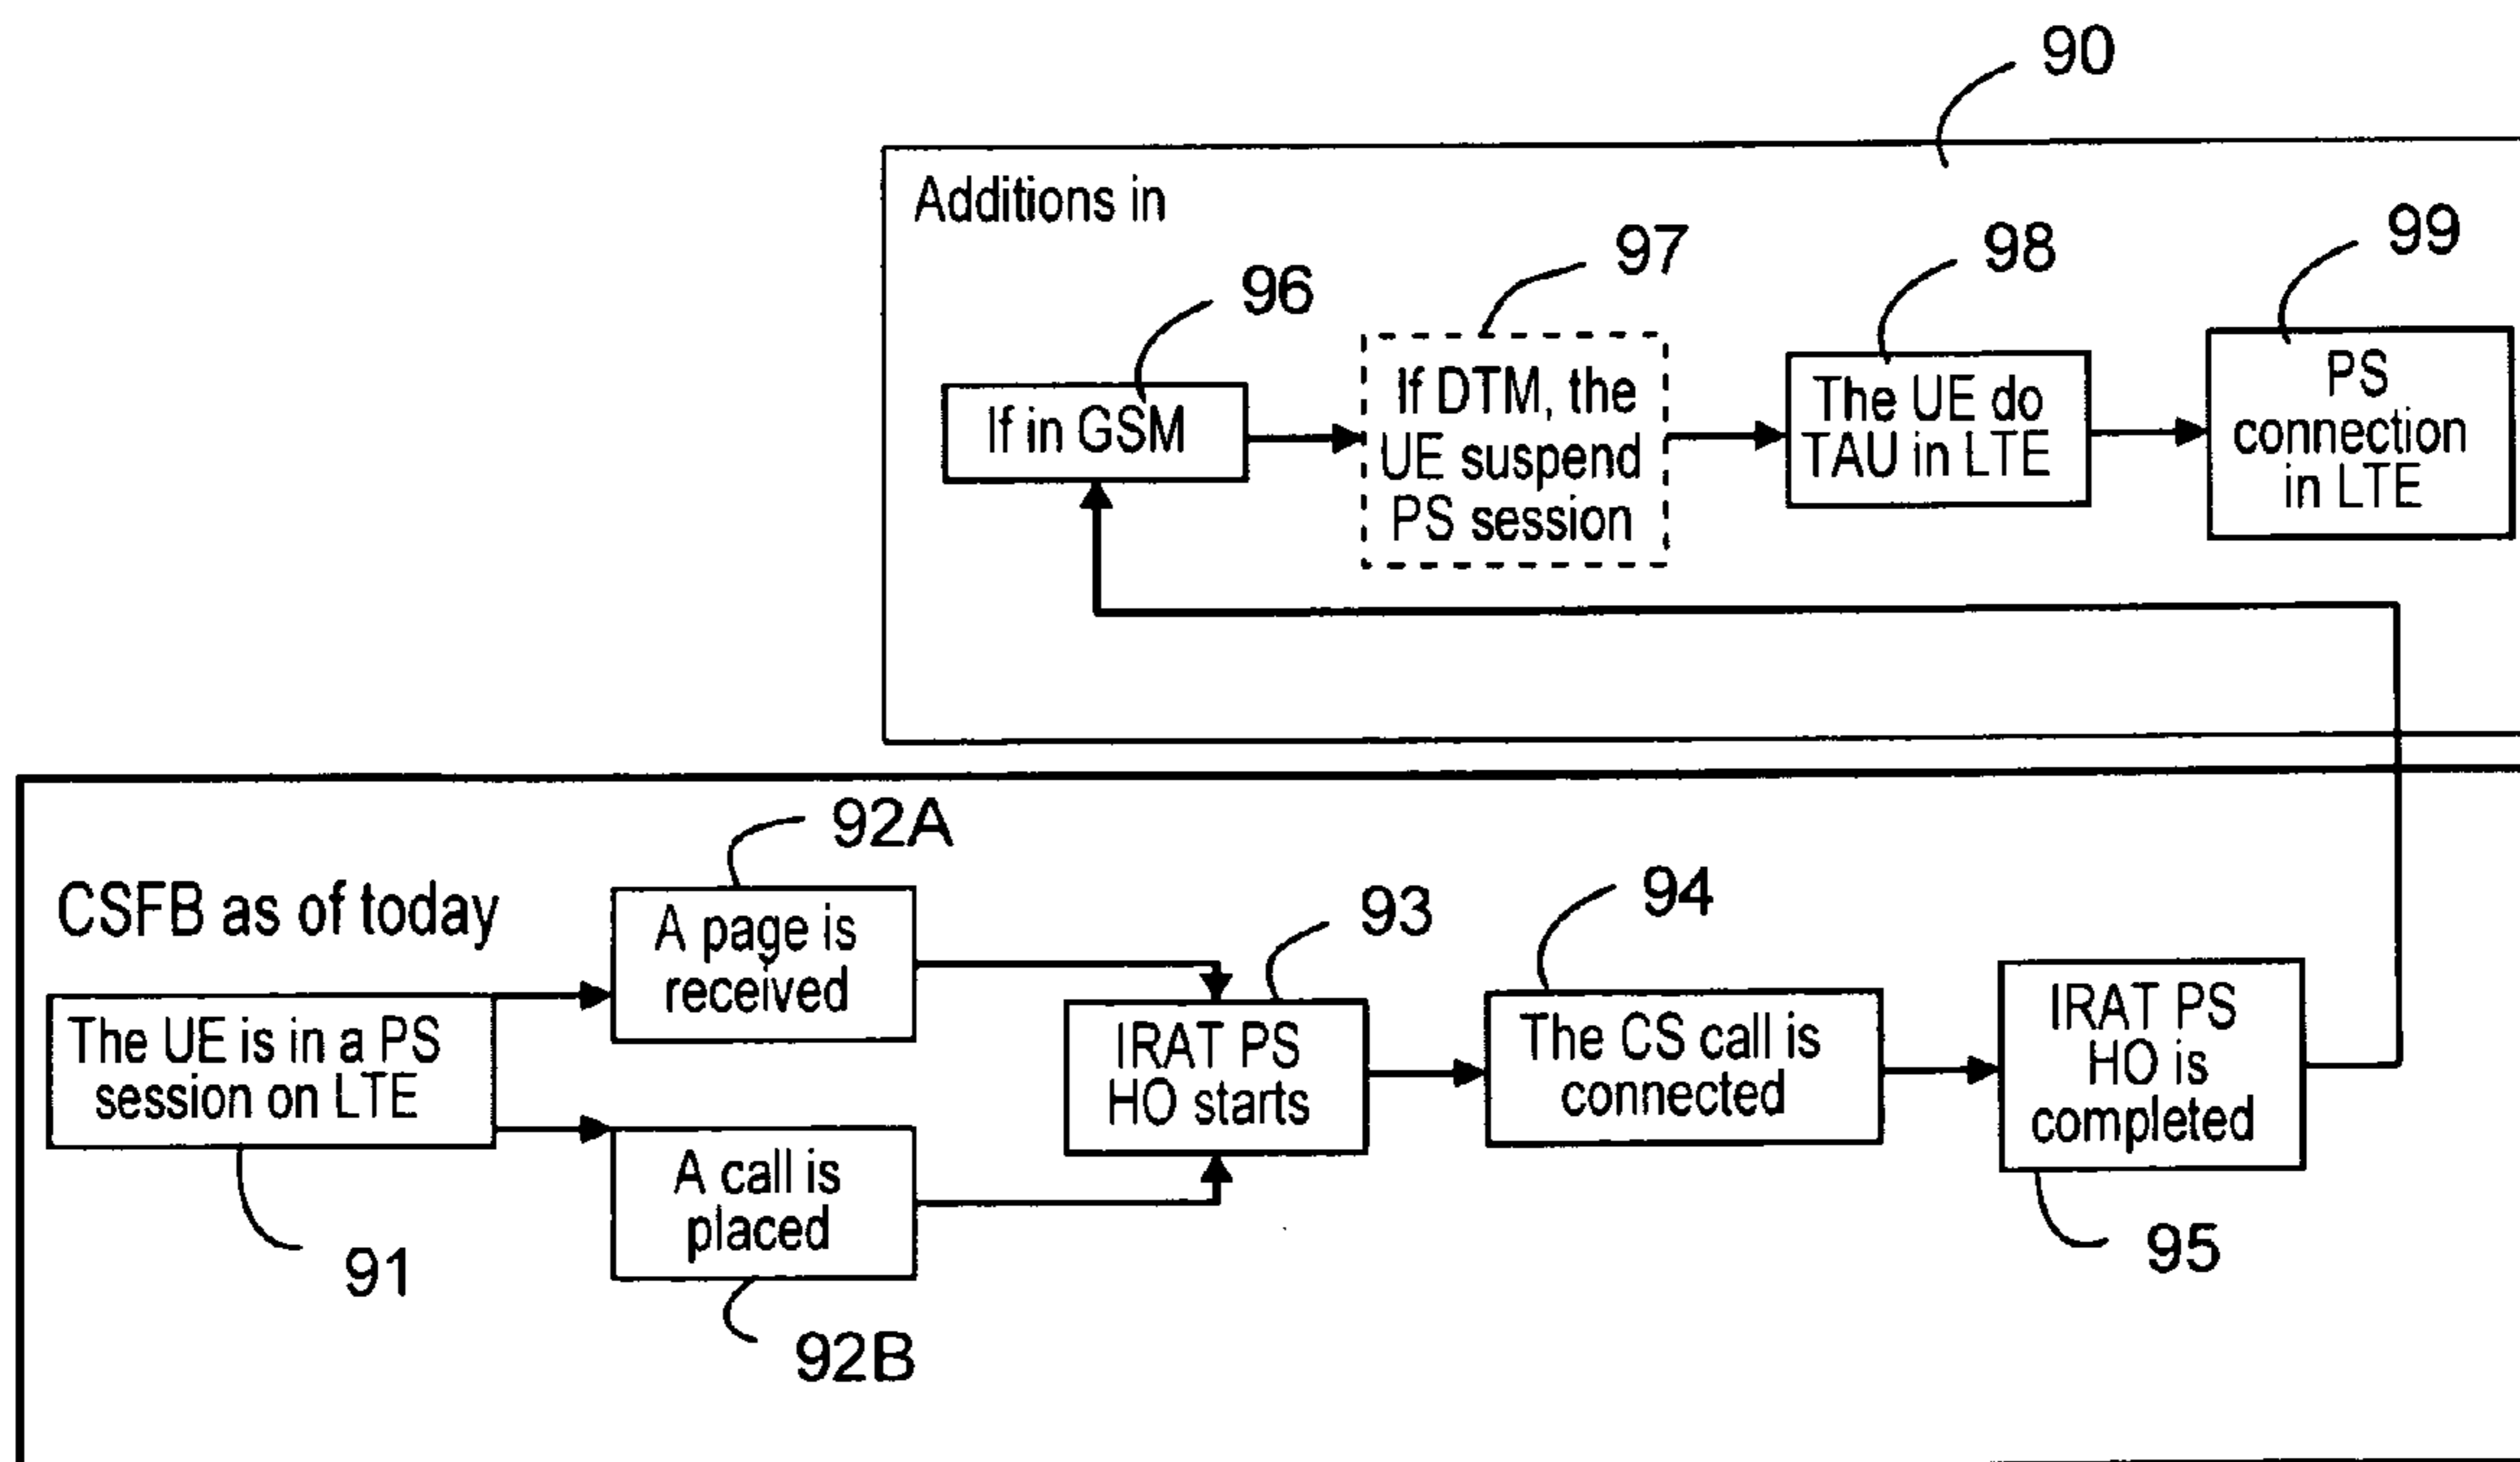 90
Additions in
96
97
98
99
If in GSM
If DTM, the
UE suspend
PS session
The UE do
TAU in LTE
PS
connection
in LTE
CSFB as of today
92A
93
94
A page is
received
The UE is in a PS
session on LTE
91
A call is
placed
92B
IRAT PS
HO starts
The CS call is
connected
IRAT PS
HO is
completed
95